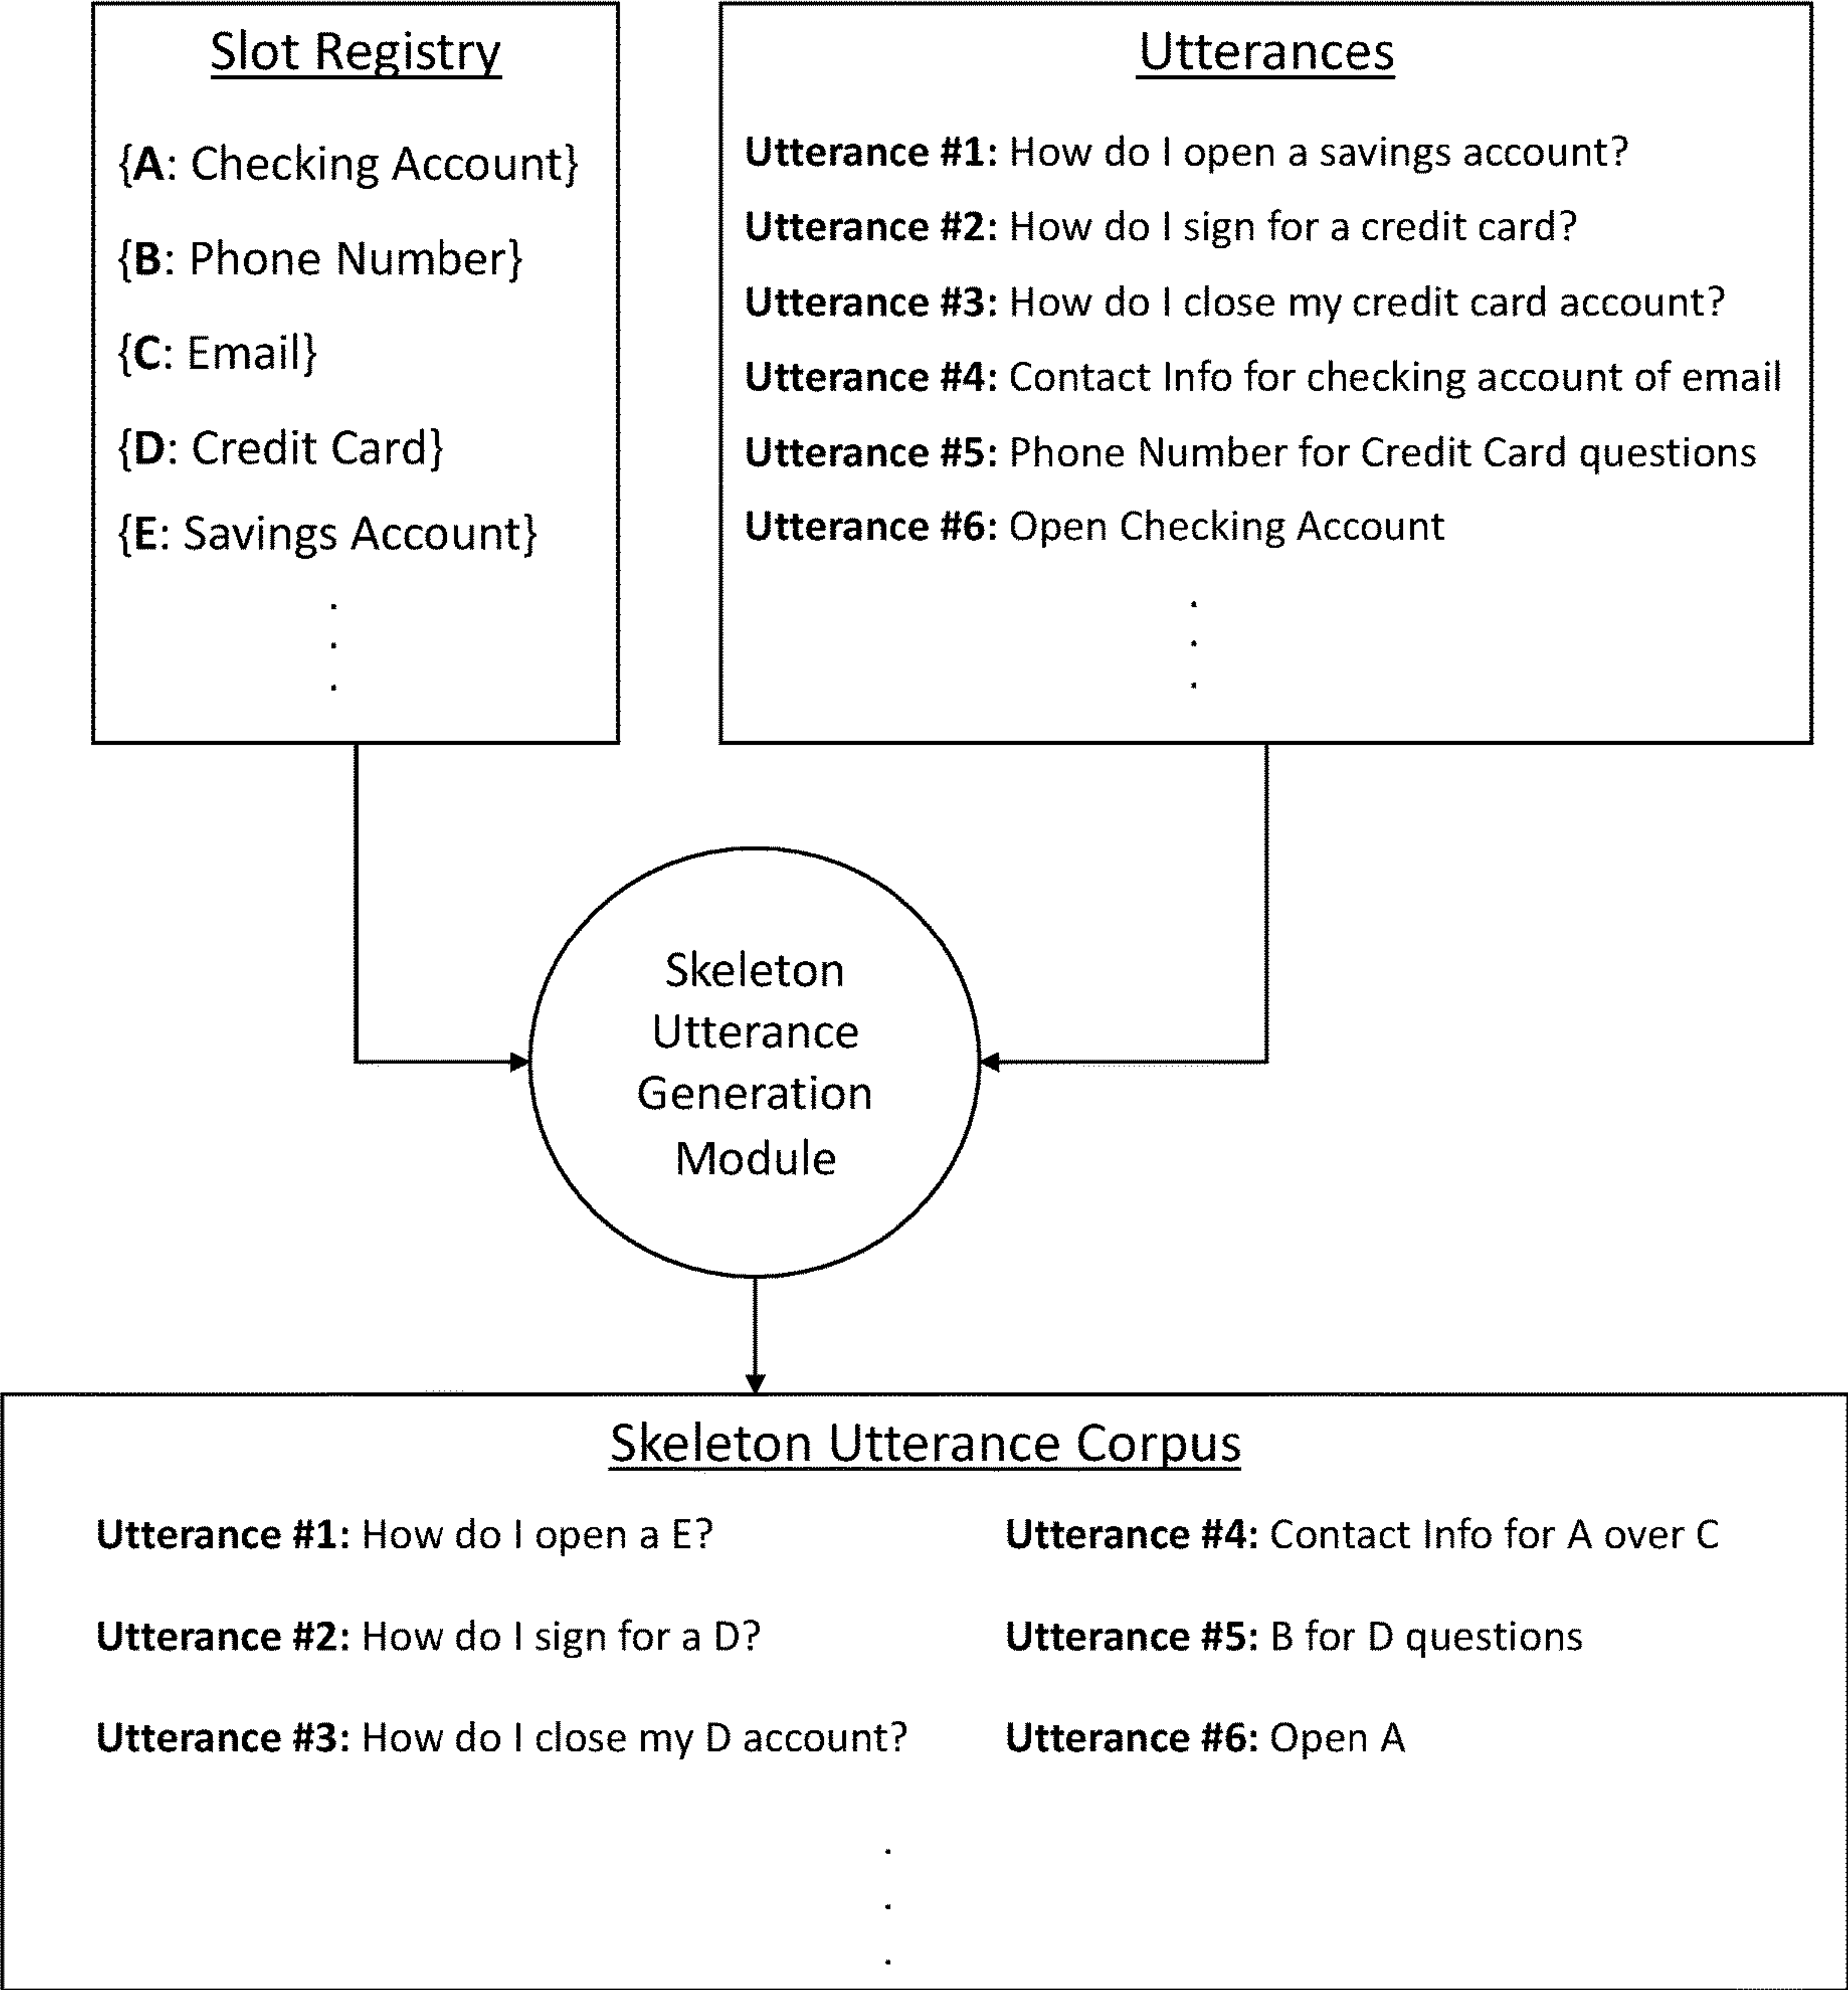 Slot Registry
{A: Checking Account}
{B: Phone Number}
{C: Email}
{D: Credit Card}
{E: Savings Account}
Utterances
Utterance #1: How do I open a savings account?
Utterance #2: How do I sign for a credit card?
Utterance #3: How do I close my credit card account?
Utterance #4: Contact Info for checking account of email
Utterance #5: Phone Number for Credit Card questions
Utterance #6: Open Checking Account
Skeleton
Utterance
Generation
Module
Skeleton Utterance Corpus
Utterance #1: How do I open a E?
Utterance #2: How do I sign for a D?
Utterance #3: How do I close my D account?
Utterance #4: Contact Info for A over C
Utterance #5: B for D questions
Utterance #6: Open A